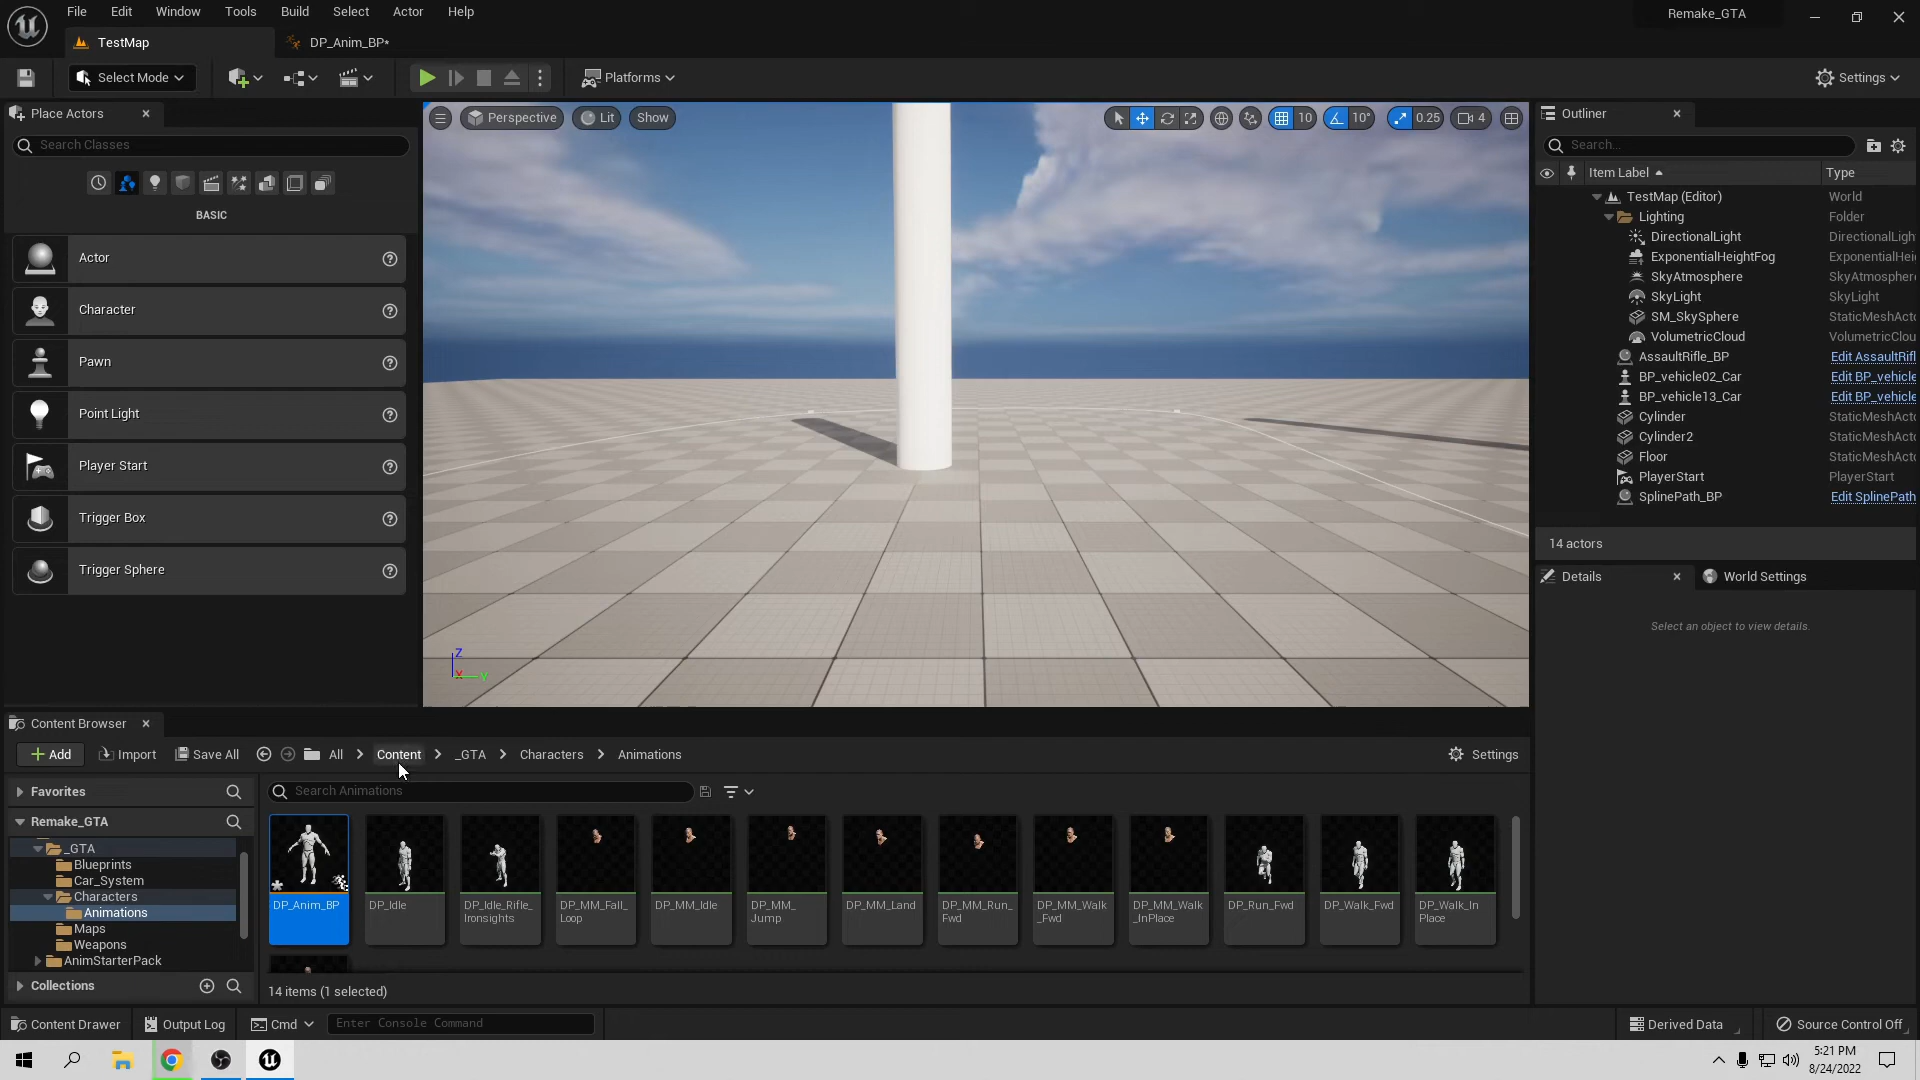 File Edit Window Tools Build Select Actor Help
Remake_GTA
TestMap
DP_Anim_BP*
Select Mode
Platforms
Settings
Place Actors
Search Classes
BASIC
Actor
Character
Pawn
Point Light
Player Start
Trigger Box
Trigger Sphere
Perspective
Lit
Show
10
10°
0.25
4
Z
X
Y
Outliner
Search...
Item Label
Type
TestMap (Editor) World
Lighting Folder
DirectionalLight DirectionalLigh
ExponentialHeightFog ExponentialHei
SkyAtmosphere SkyAtmosphere
SkyLight SkyLight
SM_SkySphere StaticMeshActo
VolumetricCloud VolumetricClou
AssaultRifle_BP Edit AssaultRifl
BP_vehicle02_Car Edit BP_vehicle
BP_vehicle13_Car Edit BP_vehicle
Cylinder StaticMeshActo
Cylinder2 StaticMeshActo
Floor StaticMeshActo
PlayerStart PlayerStart
SplinePath_BP Edit SplinePath
14 actors
Details
World Settings
Select an object to view details.
Content Browser
Add
Import
Save All
All
Content
_GTA
Characters
Animations
Settings
Favorites
Remake_GTA
_GTA
Blueprints
Car_System
Characters
Animations
Maps
Weapons
AnimStarterPack
Collections
Search Animations
DP_Anim_BP
DP_Idle
DP_Idle_Rifle_
Ironsights
DP_MM_Fall_
Loop
DP_MM_Idle
DP_MM_
Jump
DP_MM_Land
DP_MM_Run_
Fwd
DP_MM_Walk
_Fwd
DP_MM_Walk
_InPlace
DP_Run_Fwd
DP_Walk_Fwd
DP_Walk_In
Place
14 items (1 selected)
Content Drawer
Output Log
Cmd
Enter Console Command
Derived Data
Source Control Off
5:21 PM
8/24/2022